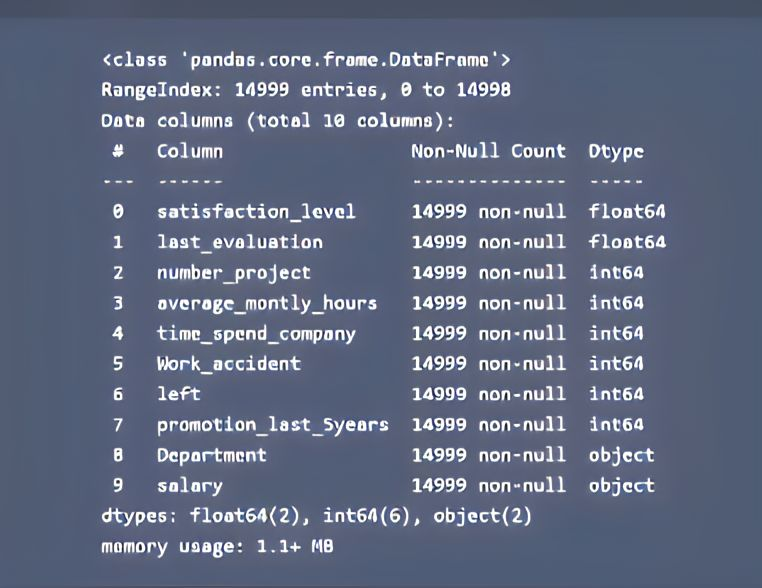 <class 'pandas.core.frame.DataFrame'>
RangeIndex: 14999 entries, 0 to 14998
Data columns (total 10 columns):
 #   Column                 Non-Null Count  Dtype
---  ------                 --------------  -----
 0   satisfaction_level     14999 non-null  float64
 1   last_evaluation        14999 non-null  float64
 2   number_project         14999 non-null  int64
 3   average_montly_hours   14999 non-null  int64
 4   time_spend_company     14999 non-null  int64
 5   Work_accident          14999 non-null  int64
 6   left                   14999 non-null  int64
 7   promotion_last_5years  14999 non-null  int64
 8   Department             14999 non-null  object
 9   salary                 14999 non-null  object
dtypes: float64(2), int64(6), object(2)
memory usage: 1.1+ MB